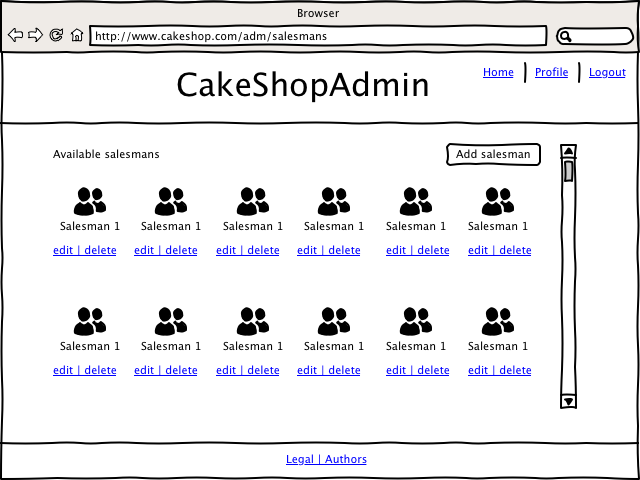 Browser
http://www.cakeshop.com/adm/salesmans
CakeShopAdmin
Home Profile Logout
Available salesmans
Add salesman
Salesman 1 Salesman 1 Salesman 1 Salesman 1 Salesman 1 Salesman 1
edit | delete edit | delete edit | delete edit | delete edit | delete edit | delete
Salesman 1 Salesman 1 Salesman 1 Salesman 1 Salesman 1 Salesman 1
edit | delete edit | delete edit | delete edit | delete edit | delete edit | delete
Legal | Authors